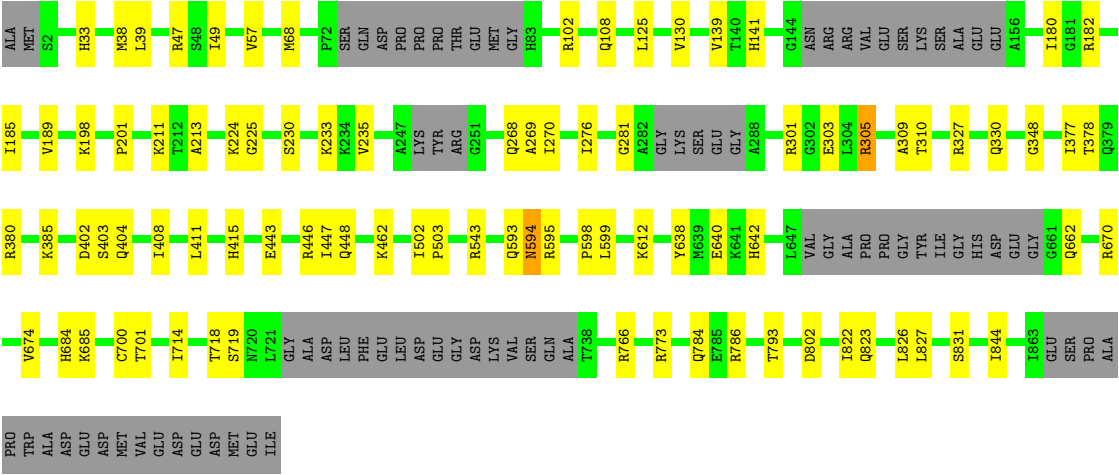 ALA MET S2 H33 M38 L39 R47 S48 I49 V57 M68 P72 SER GLN ASP PRO PRO PRO THR GLU MET GLY H83 R102 Q108 L125 V130 V139 T140 H141 G144 ASN ARG ARG VAL GLU SER LYS SER ALA GLU GLU A156 I180 G181 R182
I185 V189 K198 P201 K211 T212 A213 K224 G225 S230 K233 K234 V235 A247 LYS TYR ARG G251 Q268 A269 I270 I276 G281 A282 GLY LYS SER GLU GLY A288 R301 G302 E303 L304 R305 A309 T310 R327 Q330 G348 I377 T378 Q379
R380 K385 D402 S403 Q404 I408 L411 H415 E443 R446 I447 Q448 K462 I502 P503 R543 Q593 N594 R595 P598 L599 K612 Y638 M639 E640 K641 H642 L647 VAL GLY ALA PRO PRO GLY TYR ILE GLY HIS ASP GLU GLY G661 Q662 R670
V674 H684 K685 C700 T701 I714 T718 S719 N720 L721 GLY ALA ASP LEU PHE GLU LEU ASP GLU GLY ASP LYS VAL SER GLN ALA T738 R766 R773 Q784 E785 R786 T793 D802 I822 Q823 L826 L827 S831 I844 I863 GLU SER PRO ALA
PRO TRP ALA ASP GLU ASP MET VAL GLU ASP GLU ASP MET GLU ILE